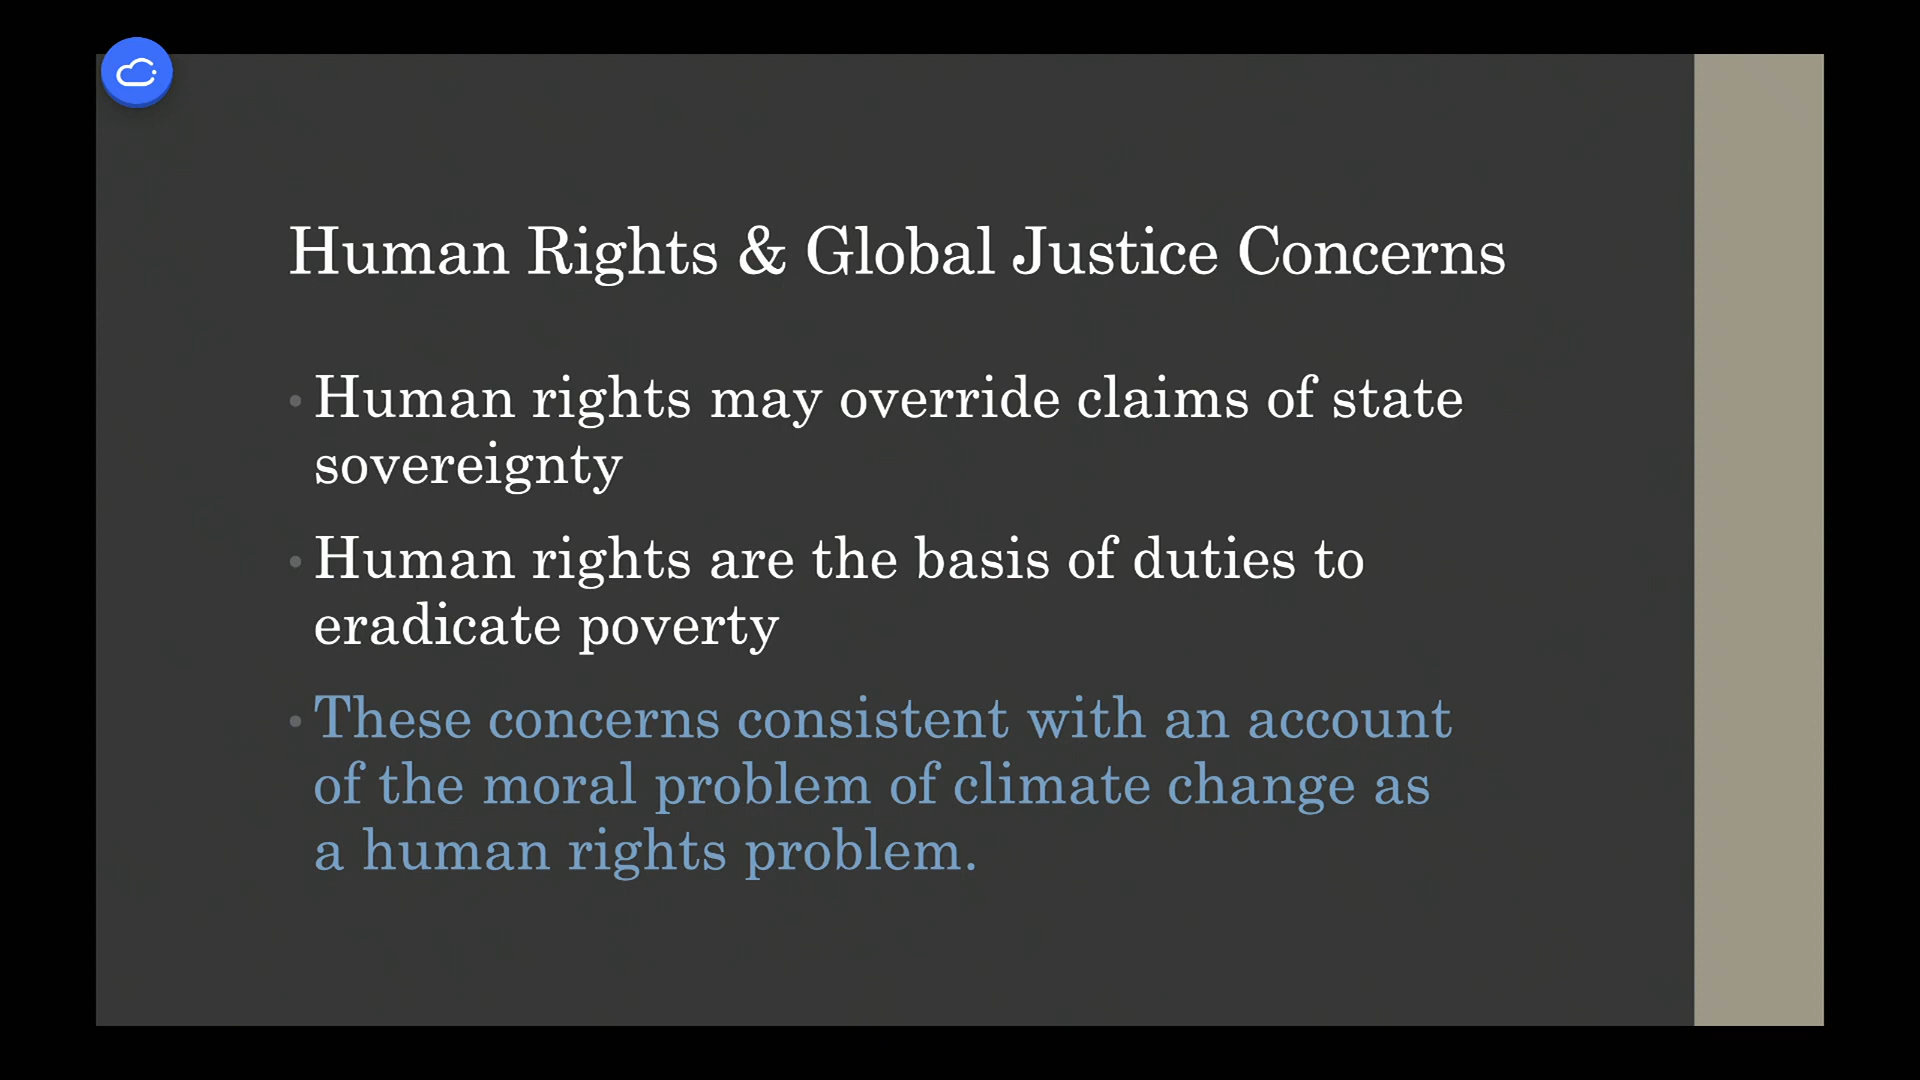 Human Rights & Global Justice Concerns
• Human rights may override claims of state
sovereignty
• Human rights are the basis of duties to
eradicate poverty
• These concerns consistent with an account
of the moral problem of climate change as
a human rights problem.